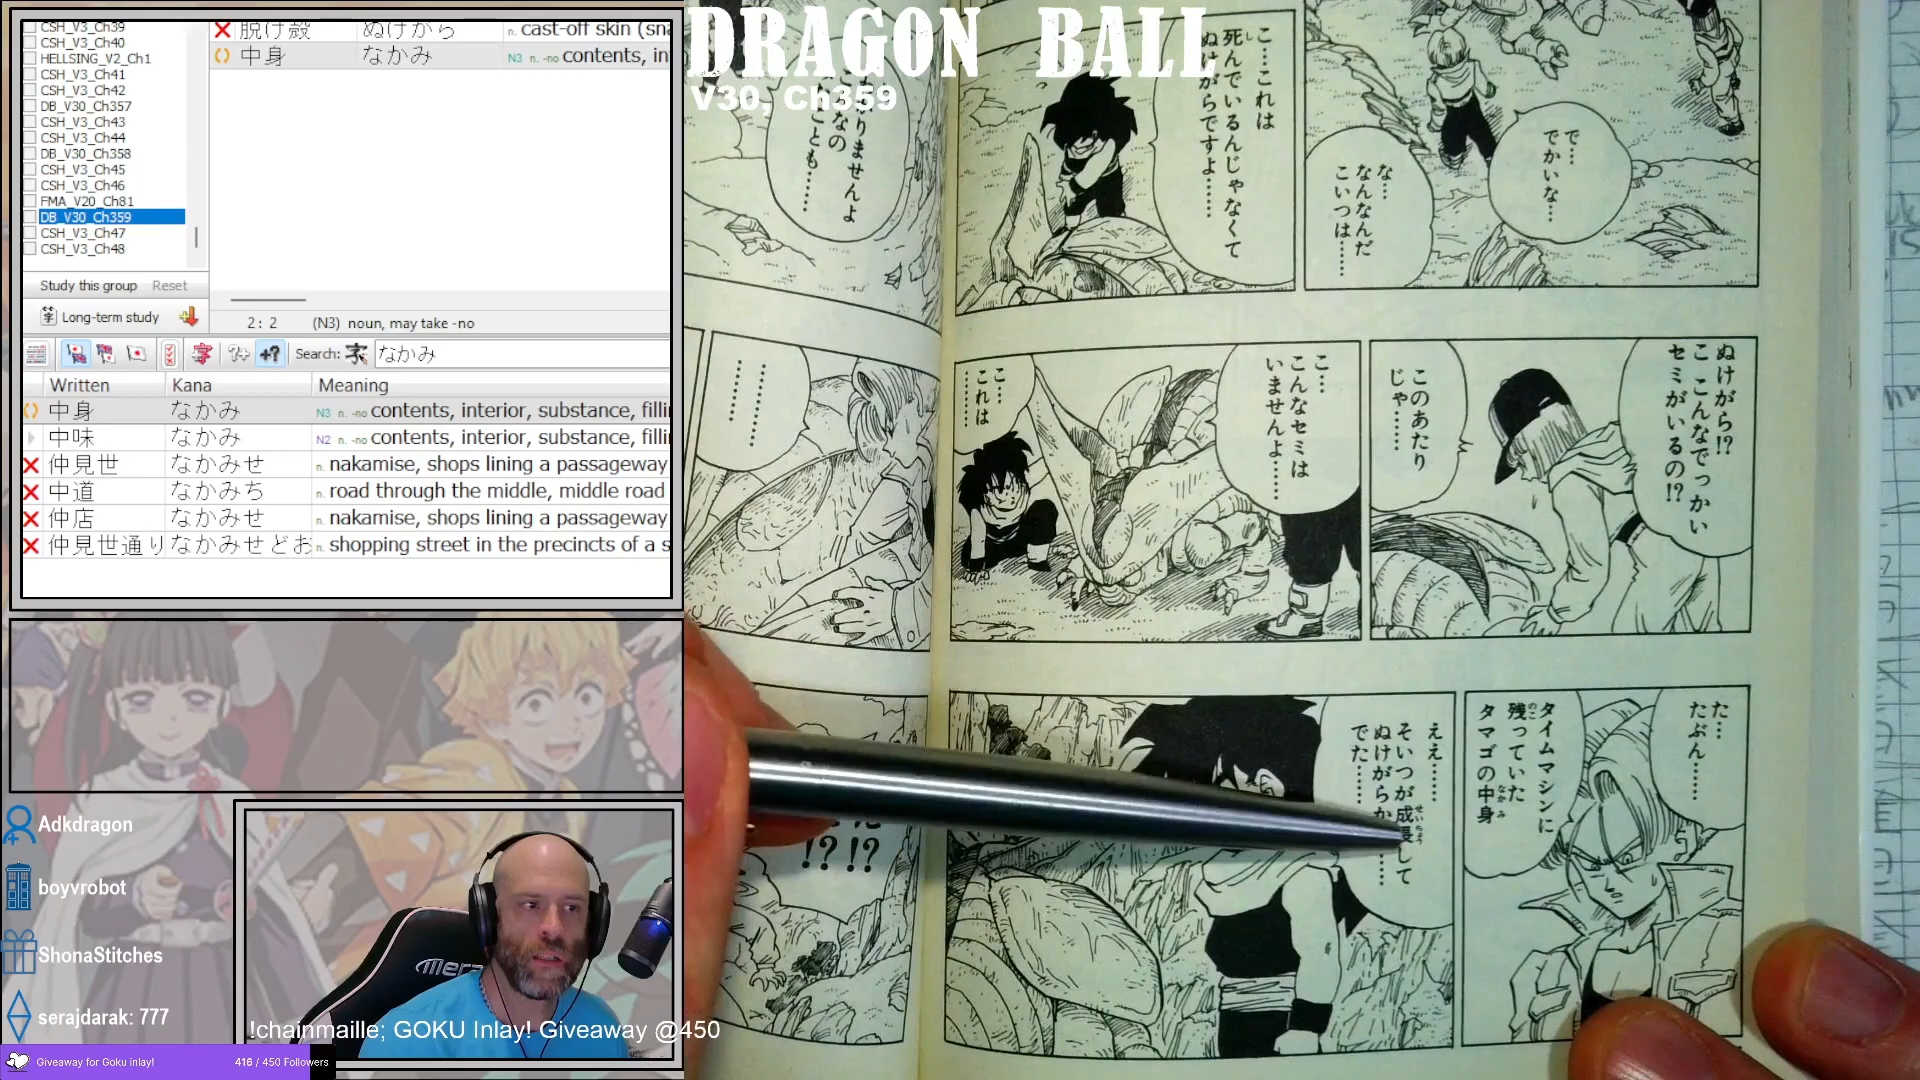 CSH_V3_Ch39
CSH_V3_Ch40
HELLSING_V2_Ch1
CSH_V3_Ch41
CSH_V3_Ch42
DB_V30_Ch357
CSH_V3_Ch43
CSH_V3_Ch44
DB_V30_Ch358
CSH_V3_Ch45
CSH_V3_Ch46
FMA_V20_Ch81
DB_V30_Ch359
CSH_V3_Ch47
CSH_V3_Ch48
Study this group Reset
Long-term study
脱け殻 ぬけがら n. cast-off skin (sna
中身 なかみ N3 n. -no contents, in
2: 2 (N3) noun, may take -no
Search: なかみ
Written Kana Meaning
中身 なかみ N3 n. -no contents, interior, substance, filli
中味 なかみ N2 n. -no contents, interior, substance, filli
仲見世 なかみせ n. nakamise, shops lining a passageway
中道 なかみち n. road through the middle, middle road
仲店 なかみせ n. nakamise, shops lining a passageway
仲見世通り なかみせどお n. shopping street in the precincts of a s
DRAGON BALL
V30, Ch359
で…
でかいな…
な…
なんなんだ
こいつは……
こ…これは
死んでいるんじゃなくて
ぬけがらですよ……
ぬけがら!?
こ こんなでっかい
セミがいるの!?
このあたり
じゃ……
こ…
こんなセミは
いませんよ……
こ…
これは
……
た…
たぶん……
タイムマシンに
残っていた
タマゴの中身
ええ……
そいつが成長して
ぬけがらか
でた……
!?
!?
Adkdragon
boyvrobot
ShonaStitches
serajdarak: 777
!chainmaille; GOKU Inlay! Giveaway @450
Giveaway for Goku inlay! 416 / 450 Followers